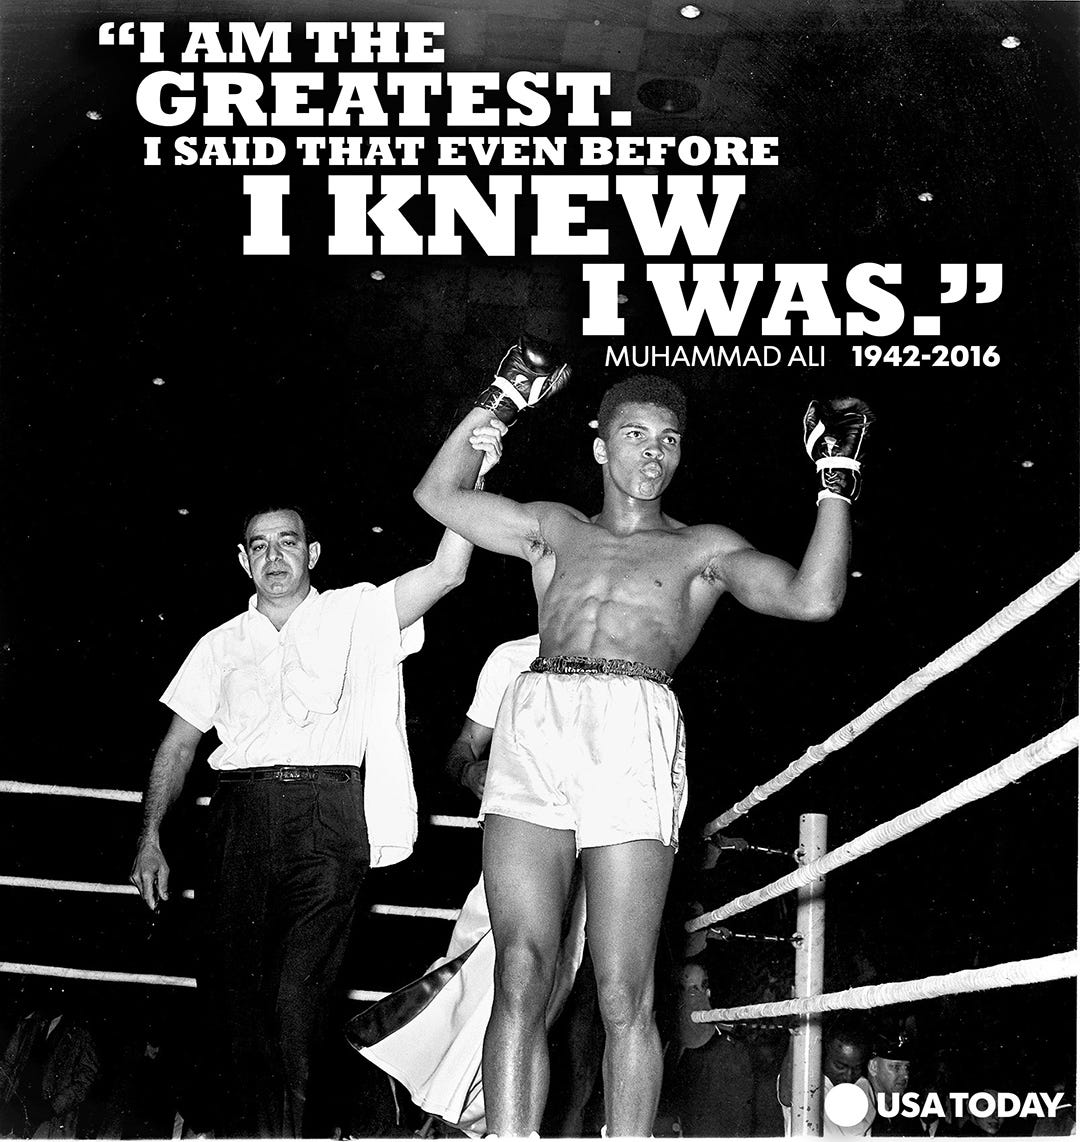 “I AM THE
GREATEST.
I SAID THAT EVEN BEFORE
I KNEW
I WAS.”
MUHAMMAD ALI 1942-2016
USA TODAY